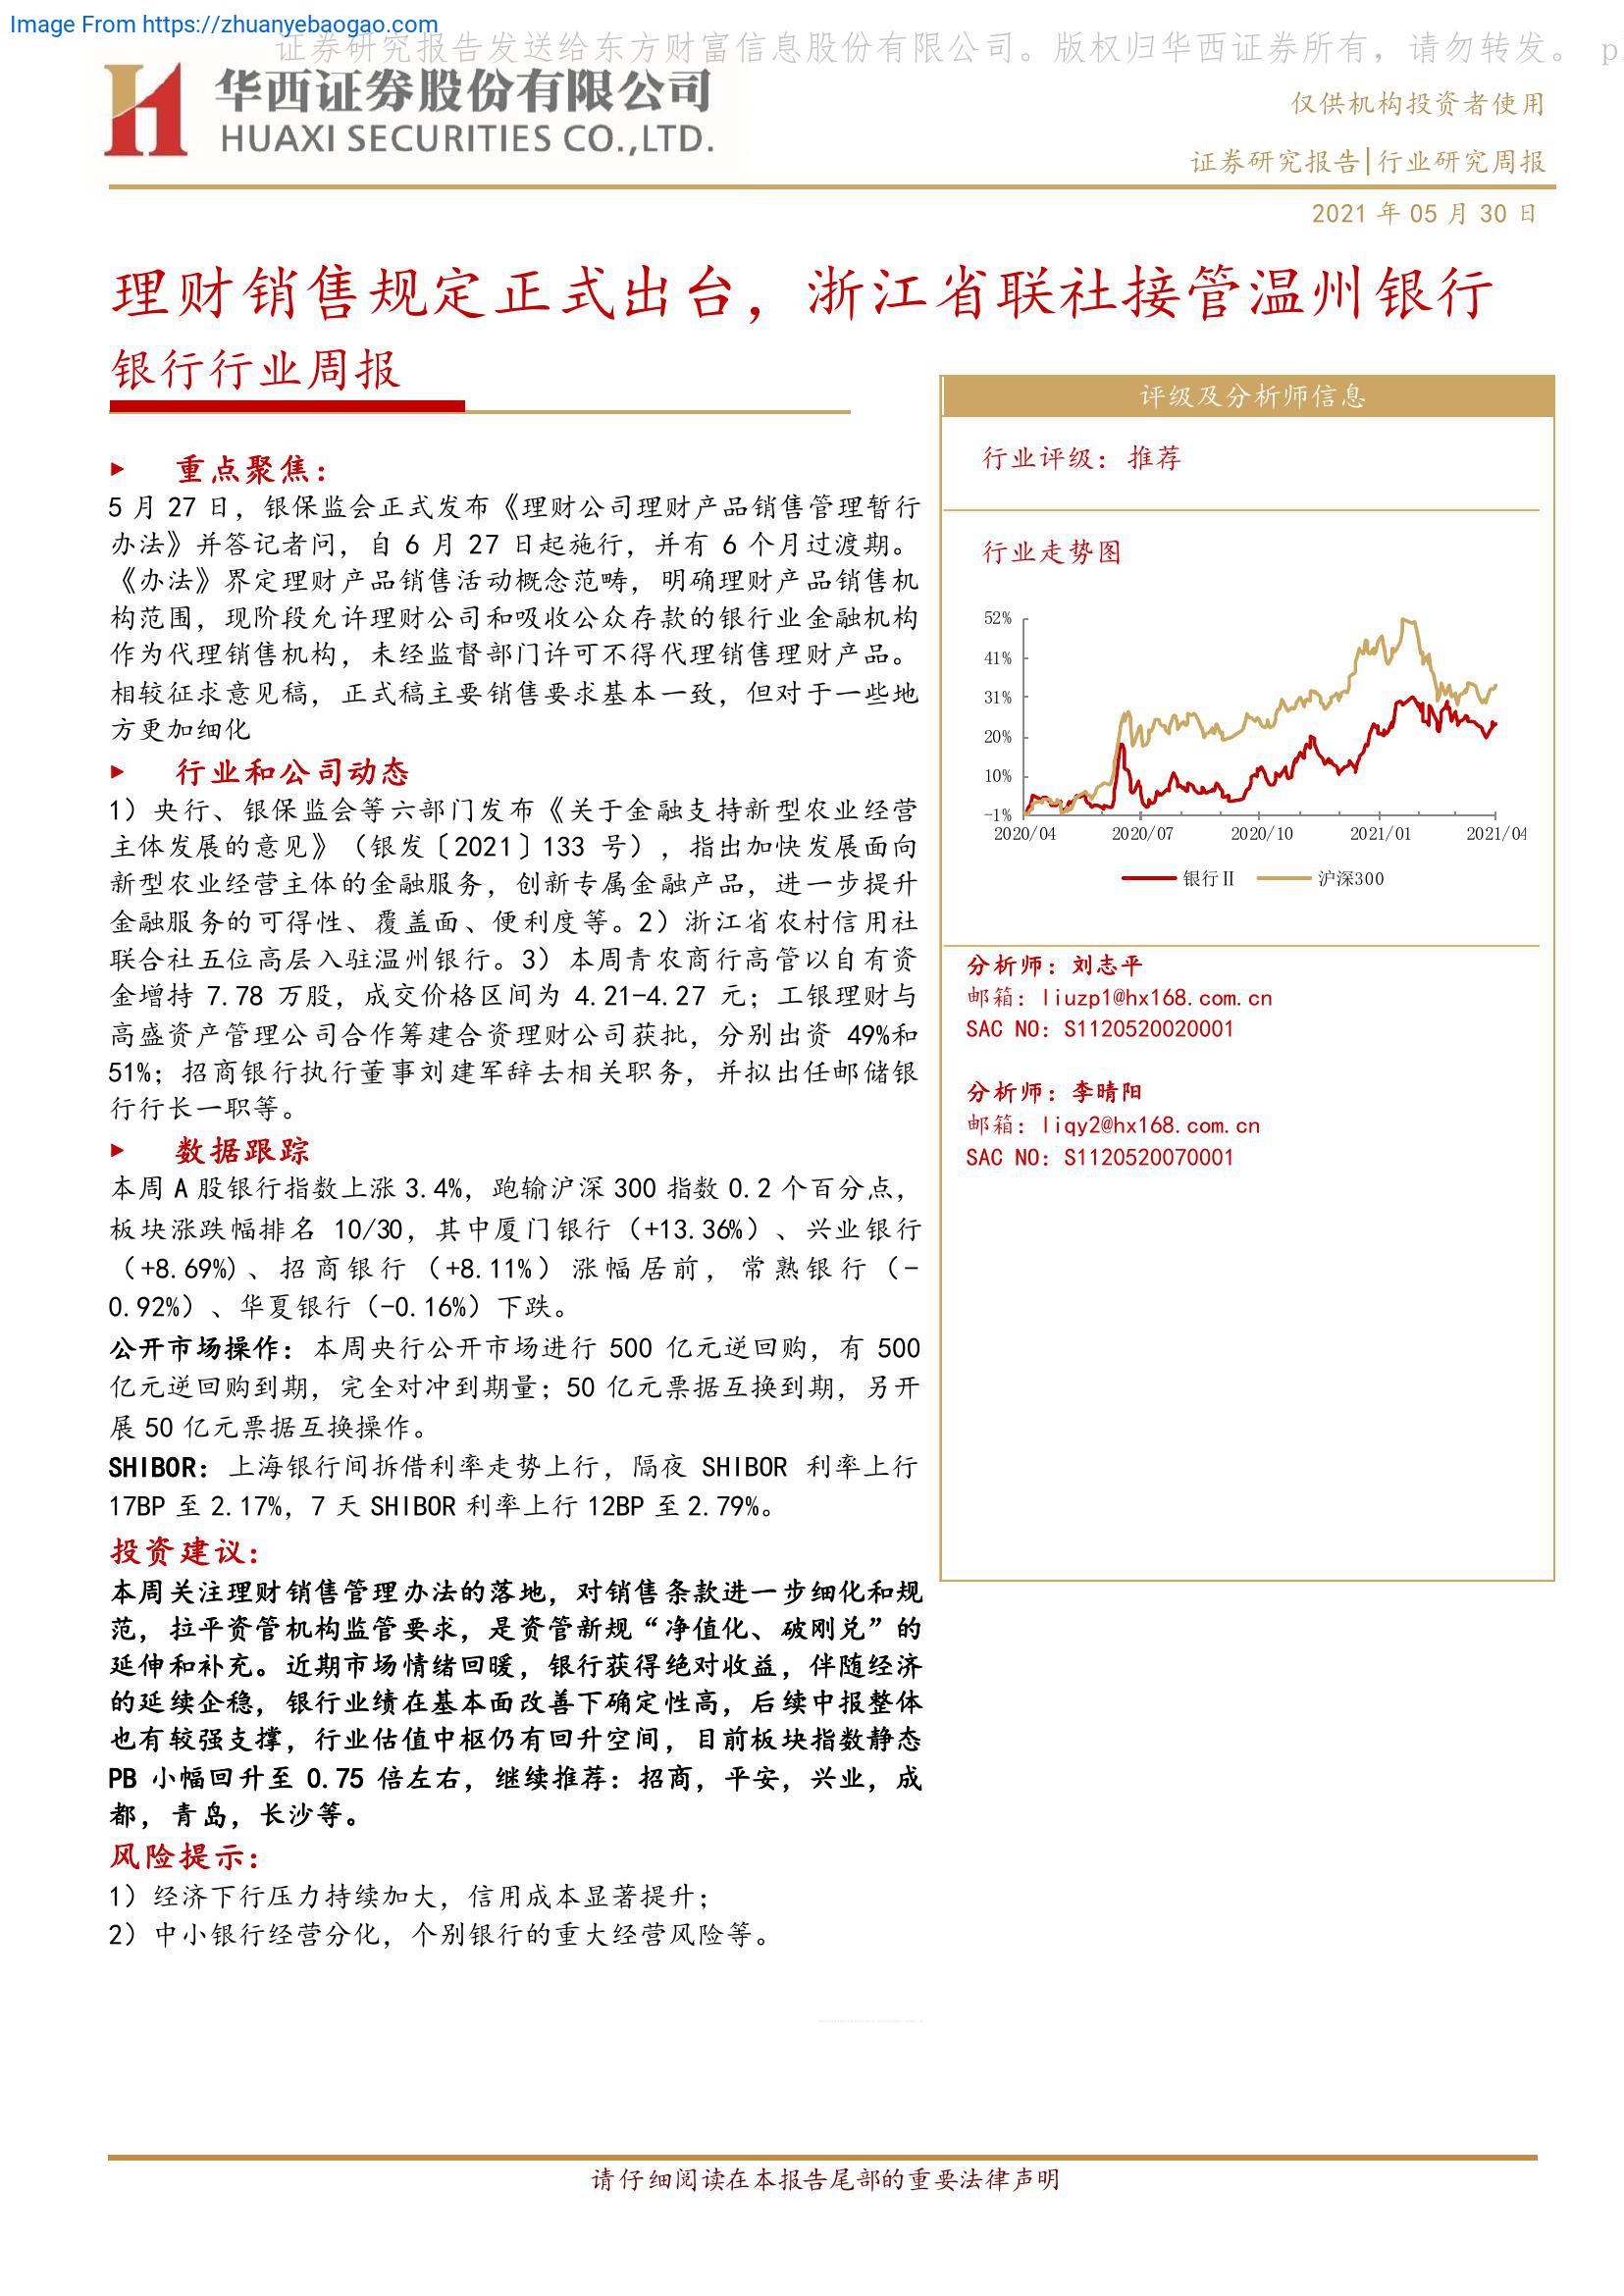 Image From https://zhuanyebaogao.com
证券研究报告发送给东方财富信息股份有限公司。版权归华西证券所有，请勿转发。 p
华西证券股份有限公司
HUAXI SECURITIES CO.,LTD.
仅供机构投资者使用
证券研究报告|行业研究周报
2021 年 05 月 30 日
理财销售规定正式出台，浙江省联社接管温州银行
银行行业周报
► 重点聚焦：
5 月 27 日，银保监会正式发布《理财公司理财产品销售管理暂行
办法》并答记者问，自 6 月 27 日起施行，并有 6 个月过渡期。
《办法》界定理财产品销售活动概念范畴，明确理财产品销售机
构范围，现阶段允许理财公司和吸收公众存款的银行业金融机构
作为代理销售机构，未经监督部门许可不得代理销售理财产品。
相较征求意见稿，正式稿主要销售要求基本一致，但对于一些地
方更加细化
► 行业和公司动态
1）央行、银保监会等六部门发布《关于金融支持新型农业经营
主体发展的意见》（银发〔2021〕133 号），指出加快发展面向
新型农业经营主体的金融服务，创新专属金融产品，进一步提升
金融服务的可得性、覆盖面、便利度等。2）浙江省农村信用社
联合社五位高层入驻温州银行。3）本周青农商行高管以自有资
金增持 7.78 万股，成交价格区间为 4.21-4.27 元；工银理财与
高盛资产管理公司合作筹建合资理财公司获批，分别出资 49%和
51%；招商银行执行董事刘建军辞去相关职务，并拟出任邮储银
行行长一职等。
► 数据跟踪
本周 A 股银行指数上涨 3.4%，跑输沪深 300 指数 0.2 个百分点，
板块涨跌幅排名 10/30，其中厦门银行（+13.36%）、兴业银行
（+8.69%）、招商银行（+8.11%）涨幅居前，常熟银行（-
0.92%）、华夏银行（-0.16%）下跌。
公开市场操作：本周央行公开市场进行 500 亿元逆回购，有 500
亿元逆回购到期，完全对冲到期量；50 亿元票据互换到期，另开
展 50 亿元票据互换操作。
SHIBOR：上海银行间拆借利率走势上行，隔夜 SHIBOR 利率上行
17BP 至 2.17%，7 天 SHIBOR 利率上行 12BP 至 2.79%。
投资建议：
本周关注理财销售管理办法的落地，对销售条款进一步细化和规
范，拉平资管机构监管要求，是资管新规“净值化、破刚兑”的
延伸和补充。近期市场情绪回暖，银行获得绝对收益，伴随经济
的延续企稳，银行业绩在基本面改善下确定性高，后续中报整体
也有较强支撑，行业估值中枢仍有回升空间，目前板块指数静态
PB 小幅回升至 0.75 倍左右，继续推荐：招商，平安，兴业，成
都，青岛，长沙等。
风险提示：
1）经济下行压力持续加大，信用成本显著提升；
2）中小银行经营分化，个别银行的重大经营风险等。
评级及分析师信息
行业评级：推荐
行业走势图
52%
41%
31%
20%
10%
-1%
2020/04 2020/07 2020/10 2021/01 2021/04
银行Ⅱ 沪深300
分析师：刘志平
邮箱：liuzp1@hx168.com.cn
SAC NO：S1120520020001
分析师：李晴阳
邮箱：liqy2@hx168.com.cn
SAC NO：S1120520070001
请仔细阅读在本报告尾部的重要法律声明